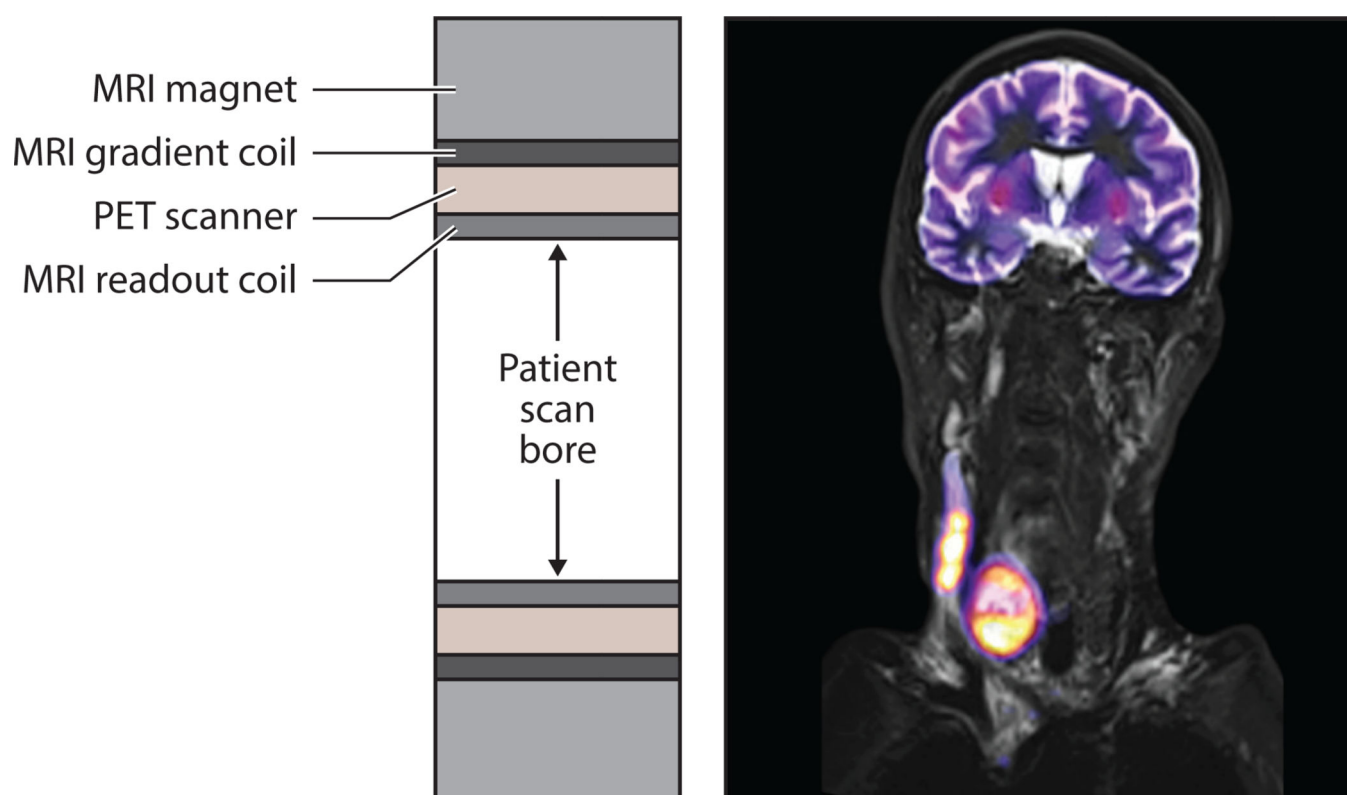 MRI magnet
MRI gradient coil
PET scanner
MRI readout coil
Patient
scan
bore